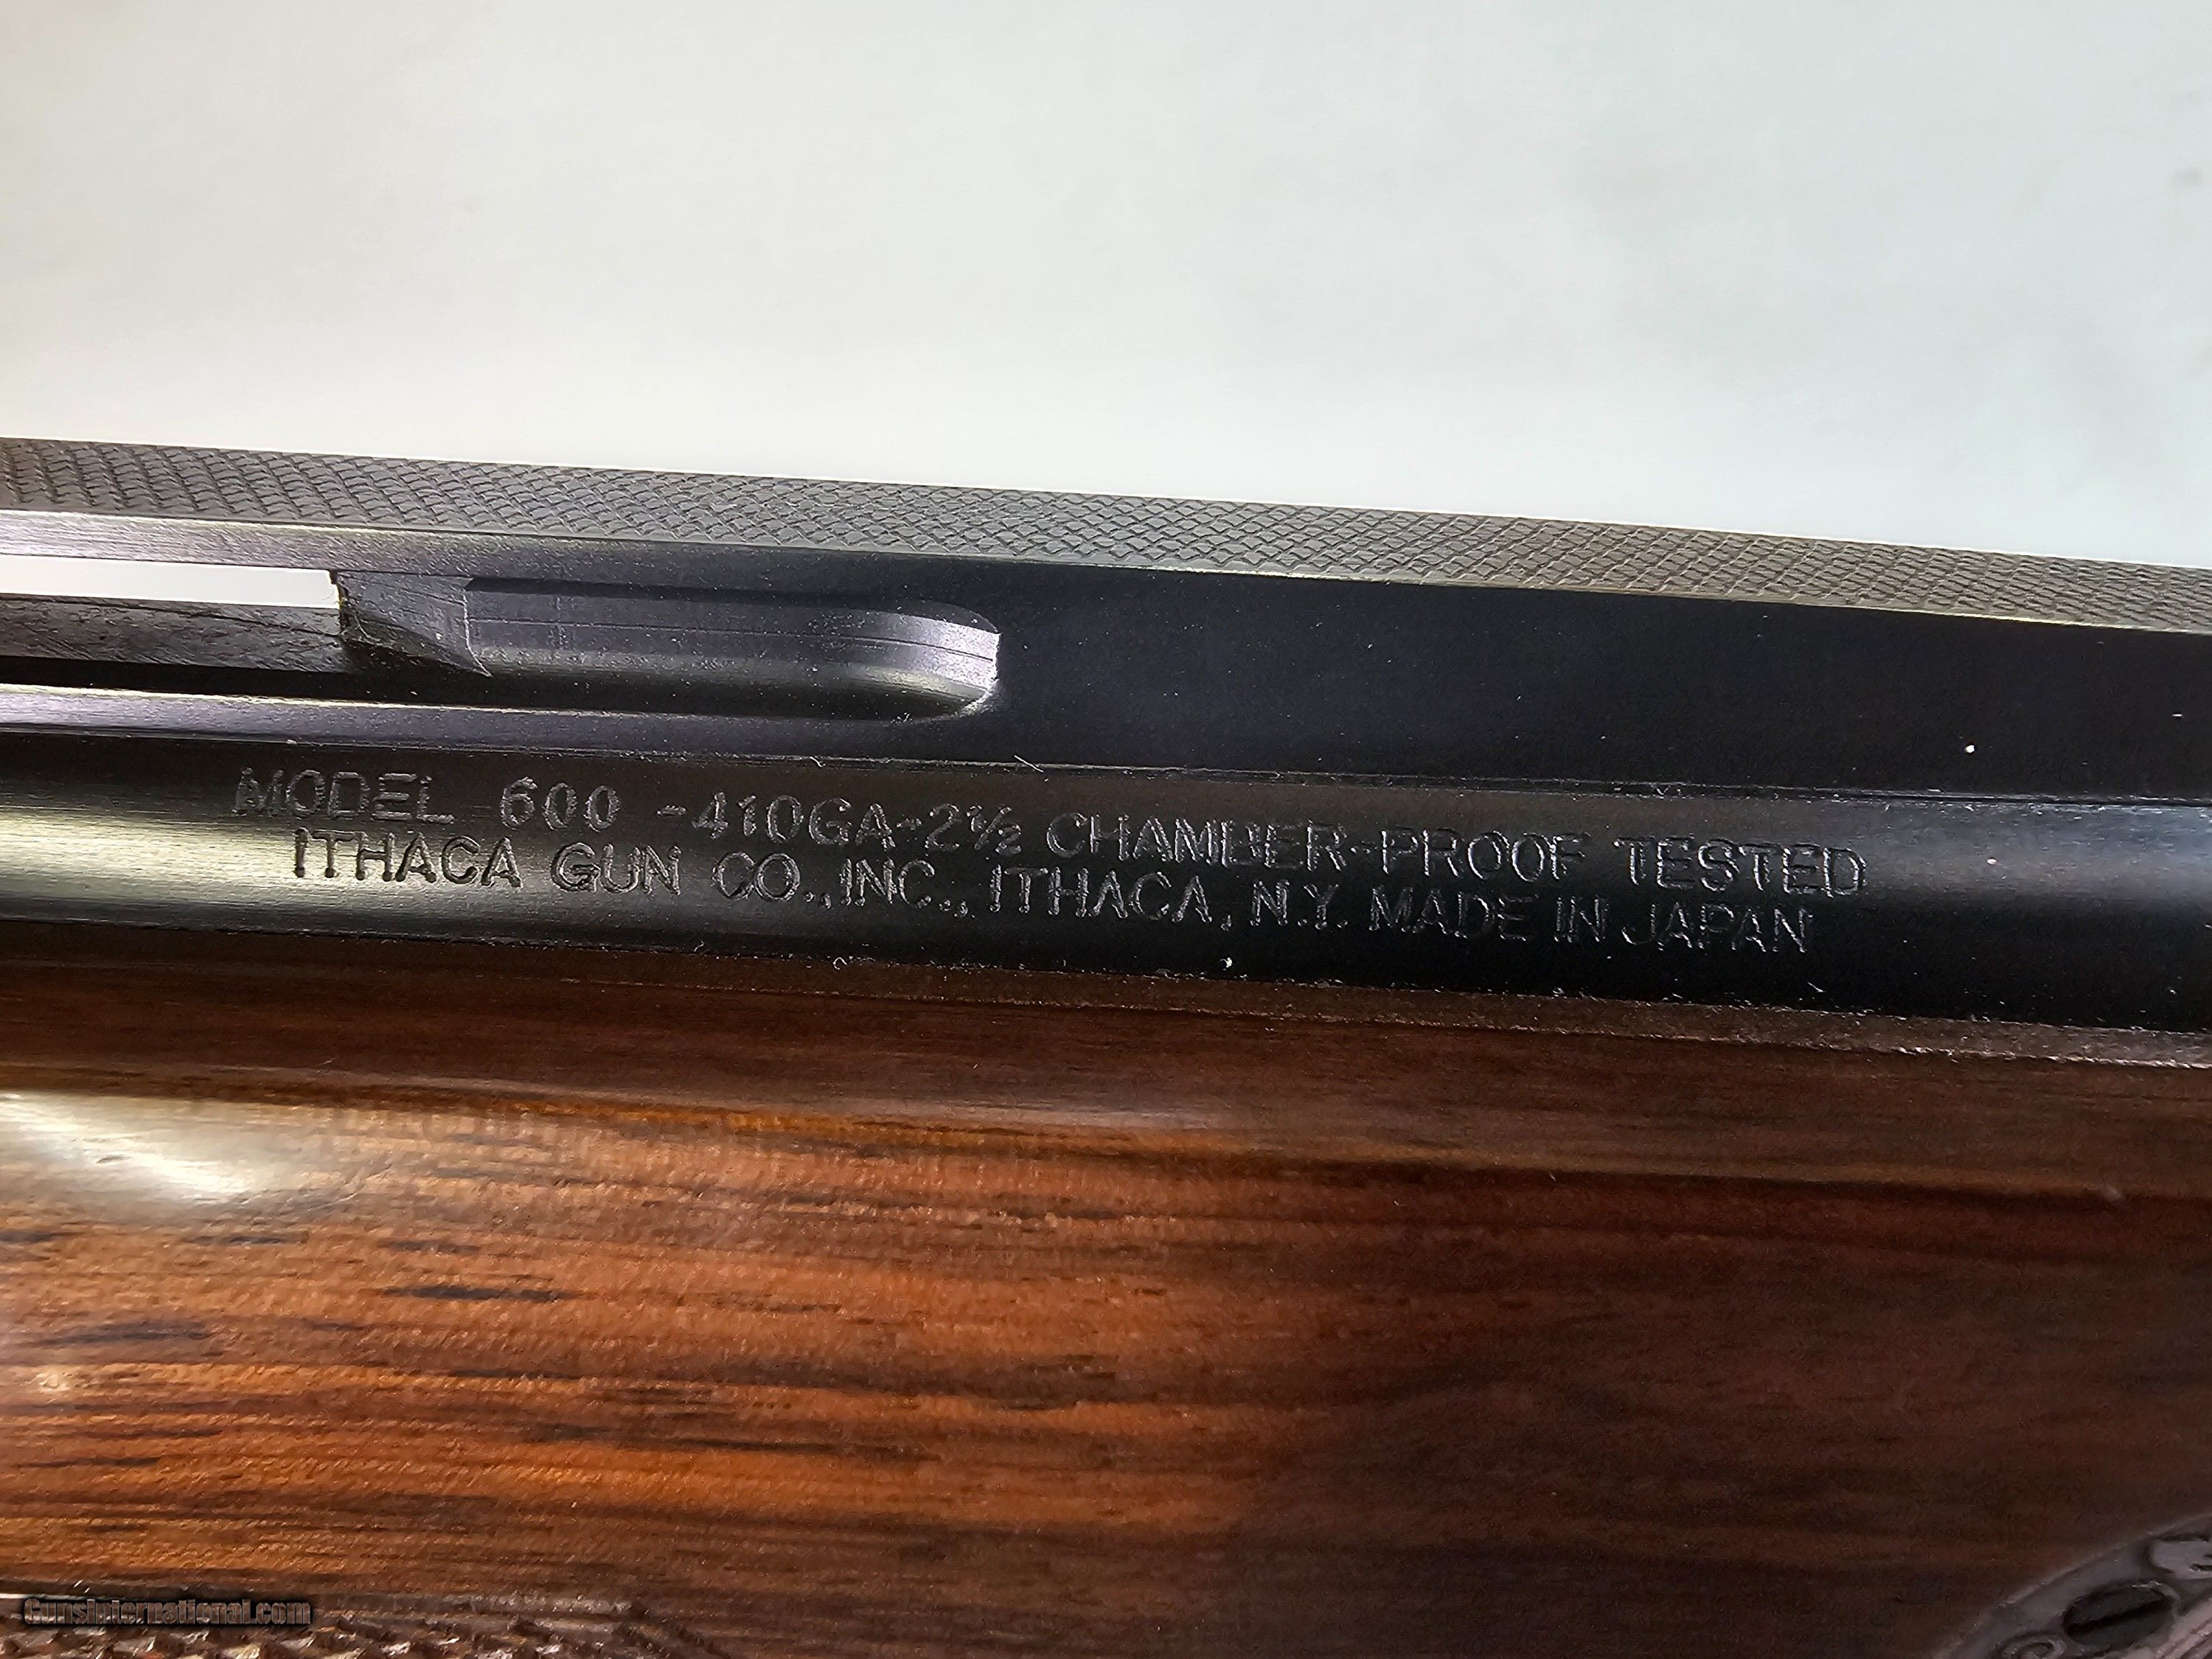 MODEL 600 -410GA-2½ CHAMBER-PROOF TESTED
ITHACA GUN CO., INC., ITHACA, N.Y. MADE IN JAPAN
GunsInternational.com